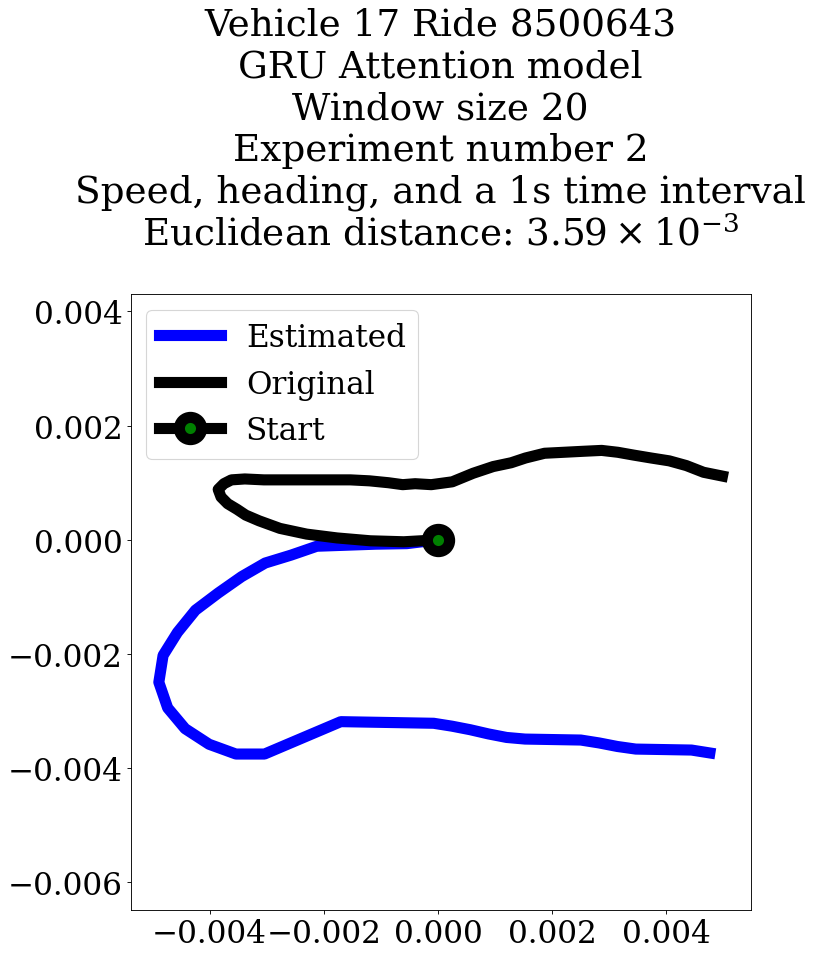 Vehicle 17 Ride 8500643
GRU Attention model
Window size 20
Experiment number 2
Speed, heading, and a 1s time interval
Euclidean distance: 3.59 × 10⁻³
Estimated
Original
Start
0.004
0.002
0.000
−0.002
−0.004
−0.006
−0.004 −0.002 0.000 0.002 0.004